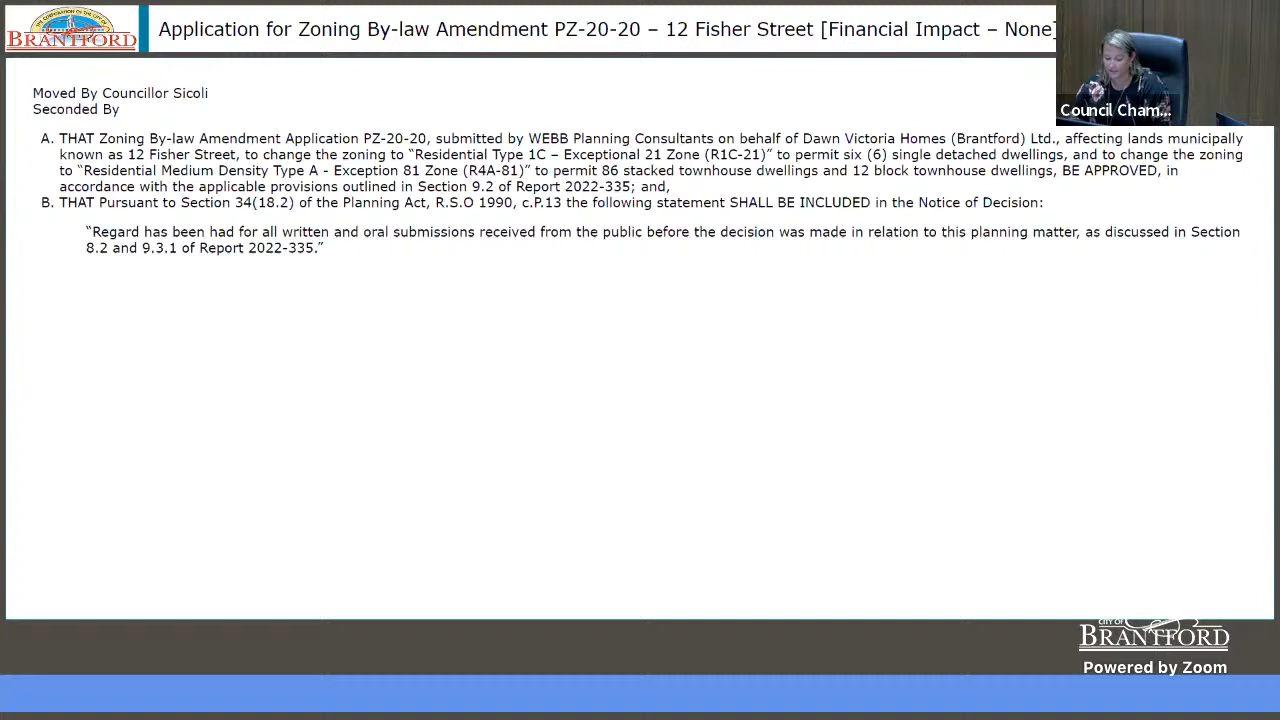 THE CORPORATION OF THE CITY OF
BRANTFORD
Application for Zoning By-law Amendment PZ-20-20 – 12 Fisher Street [Financial Impact – None]
Council Cham...
Moved By Councillor Sicoli
Seconded By
A. THAT Zoning By-law Amendment Application PZ-20-20, submitted by WEBB Planning Consultants on behalf of Dawn Victoria Homes (Brantford) Ltd., affecting lands municipally
known as 12 Fisher Street, to change the zoning to “Residential Type 1C – Exceptional 21 Zone (R1C-21)” to permit six (6) single detached dwellings, and to change the zoning
to “Residential Medium Density Type A - Exception 81 Zone (R4A-81)” to permit 86 stacked townhouse dwellings and 12 block townhouse dwellings, BE APPROVED, in
accordance with the applicable provisions outlined in Section 9.2 of Report 2022-335; and,
B. THAT Pursuant to Section 34(18.2) of the Planning Act, R.S.O 1990, c.P.13 the following statement SHALL BE INCLUDED in the Notice of Decision:
“Regard has been had for all written and oral submissions received from the public before the decision was made in relation to this planning matter, as discussed in Section
8.2 and 9.3.1 of Report 2022-335.”
CITY OF
BRANTFORD
Powered by Zoom